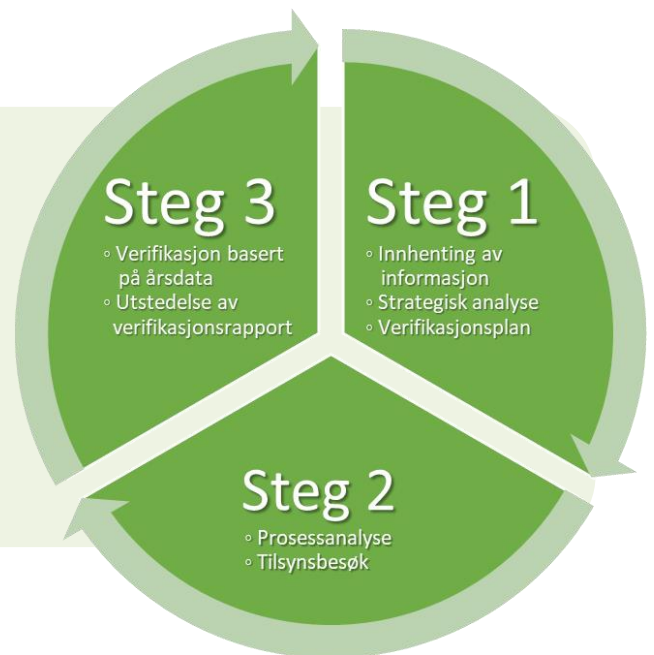 Steg 1
◦ Innhenting av
informasjon
◦ Strategisk analyse
◦ Verifikasjonsplan
Steg 2
◦ Prosessanalyse
◦ Tilsynsbesøk
Steg 3
◦ Verifikasjon basert
på årsdata
◦ Utstedelse av
verifikasjonsrapport